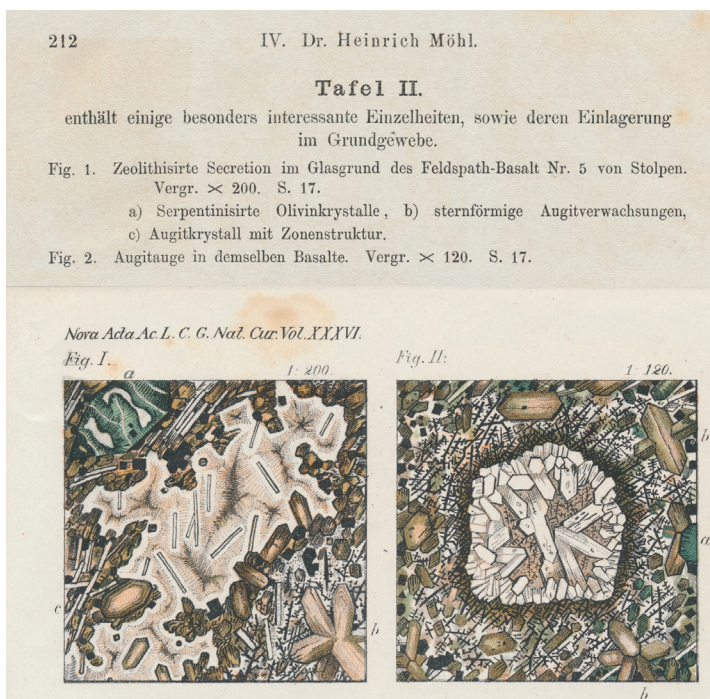 212
IV. Dr. Heinrich Möhl.
Tafel II.
enthält einige besonders interessante Einzelheiten, sowie deren Einlagerung
im Grundgewebe.
Fig. 1. Zeolithisirte Secretion im Glasgrund des Feldspath-Basalt Nr. 5 von Stolpen.
Vergr. × 200. S. 17.
a) Serpentinisirte Olivinkrystalle, b) sternförmige Augitverwachsungen,
c) Augitkrystall mit Zonenstruktur.
Fig. 2. Augitauge in demselben Basalte. Vergr. × 120. S. 17.
Nova Acta Ac. L. C. G. Nat. Cur. Vol. XXXVI.
Fig. I.
a
1: 200.
Fig. II:
1: 120.
b
a
c
b
b